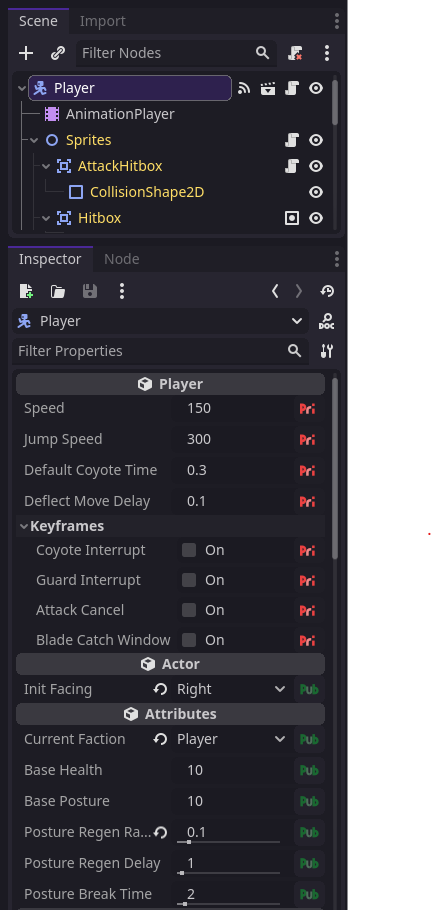 Scene Import
Filter Nodes
Player
AnimationPlayer
Sprites
AttackHitbox
CollisionShape2D
Hitbox
Inspector Node
Player DOC
Filter Properties
Player
Speed 150 Pri
Jump Speed 300 Pri
Default Coyote Time 0.3 Pri
Deflect Move Delay 0.1 Pri
Keyframes
Coyote Interrupt On Pri
Guard Interrupt On Pri
Attack Cancel On Pri
Blade Catch Window On Pri
Actor
Init Facing Right Pub
Attributes
Current Faction Player Pub
Base Health 10 Pub
Base Posture 10 Pub
Posture Regen Ra... 0.1 Pub
Posture Regen Delay 1 Pub
Posture Break Time 2 Pub